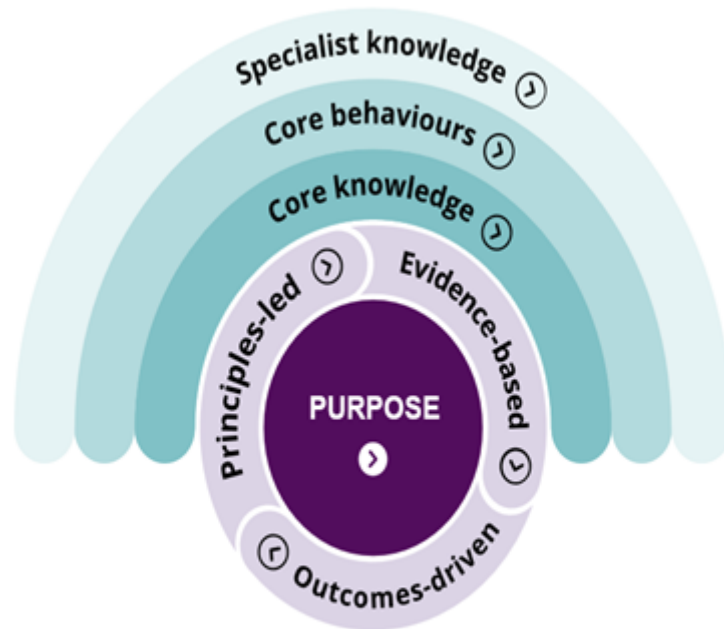 Specialist knowledge
Core behaviours
Core knowledge
Principles-led
Evidence-based
PURPOSE
Outcomes-driven